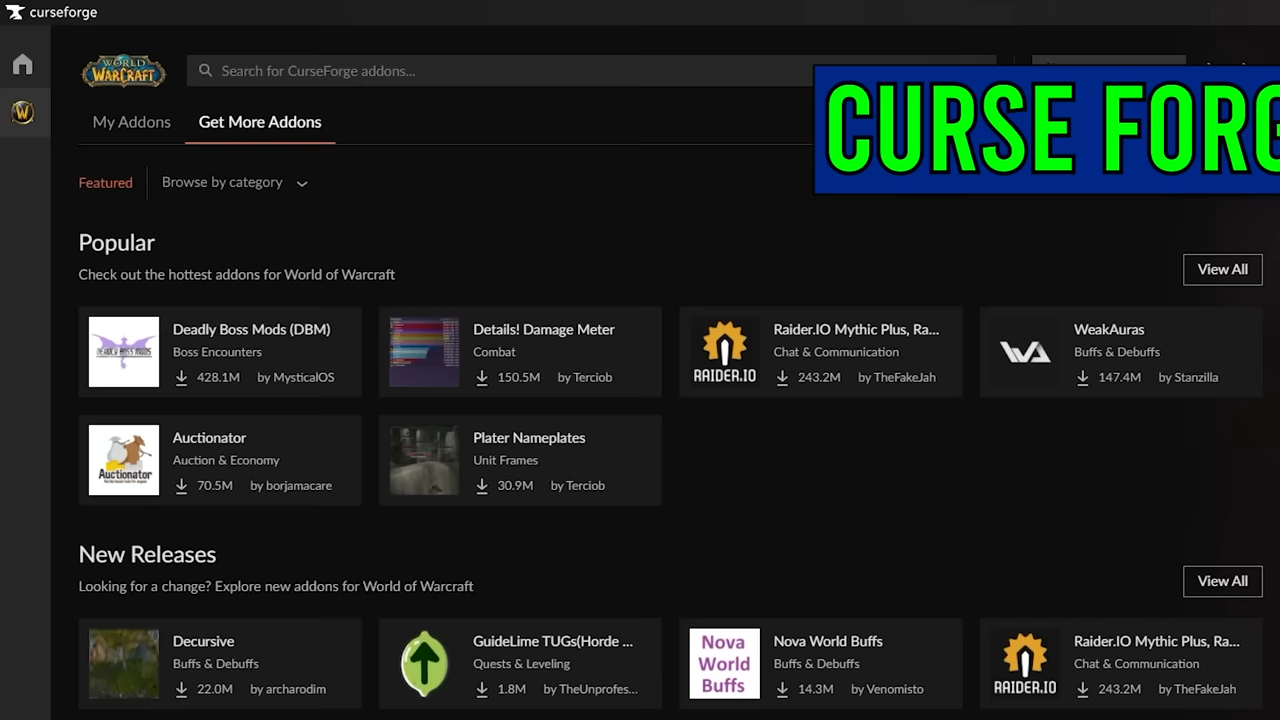 curseforge
WORLD
WARCRAFT
Search for CurseForge addons...
CURSE FORG
My Addons
Get More Addons
Featured
Browse by category
Popular
Check out the hottest addons for World of Warcraft
View All
DEADLY BOSS MODS
Deadly Boss Mods (DBM)
Boss Encounters
428.1M by MysticalOS
Details! Damage Meter
Combat
150.5M by Terciob
RAIDER.IO
Raider.IO Mythic Plus, Ra...
Chat & Communication
243.2M by TheFakeJah
WA
WeakAuras
Buffs & Debuffs
147.4M by Stanzilla
Auctionator
Auctionator
Auction & Economy
70.5M by borjamacare
Plater Nameplates
Unit Frames
30.9M by Terciob
New Releases
Looking for a change? Explore new addons for World of Warcraft
View All
Decursive
Buffs & Debuffs
22.0M by archarodim
GuideLime TUGs(Horde ...
Quests & Leveling
1.8M by TheUnprofes...
Nova
World
Buffs
Nova World Buffs
Buffs & Debuffs
14.3M by Venomisto
RAIDER.IO
Raider.IO Mythic Plus, Ra...
Chat & Communication
243.2M by TheFakeJah